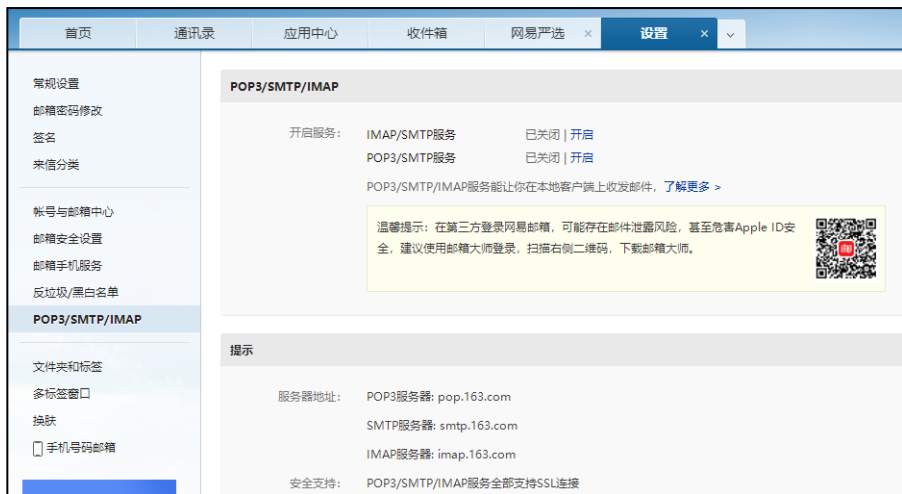 首页 通讯录 应用中心 收件箱 网易严选 × 设置 ×
常规设置
邮箱密码修改
签名
来信分类
帐号与邮箱中心
邮箱安全设置
邮箱手机服务
反垃圾/黑白名单
POP3/SMTP/IMAP
文件夹和标签
多标签窗口
换肤
手机号码邮箱
POP3/SMTP/IMAP
开启服务: IMAP/SMTP服务 已关闭 | 开启
POP3/SMTP服务 已关闭 | 开启
POP3/SMTP/IMAP服务能让你在本地客户端上收发邮件，了解更多 >
温馨提示：在第三方登录网易邮箱，可能存在邮件泄露风险，甚至危害Apple ID安
全，建议使用邮箱大师登录，扫描右侧二维码，下载邮箱大师。
提示
服务器地址: POP3服务器: pop.163.com
SMTP服务器: smtp.163.com
IMAP服务器: imap.163.com
安全支持: POP3/SMTP/IMAP服务全部支持SSL连接